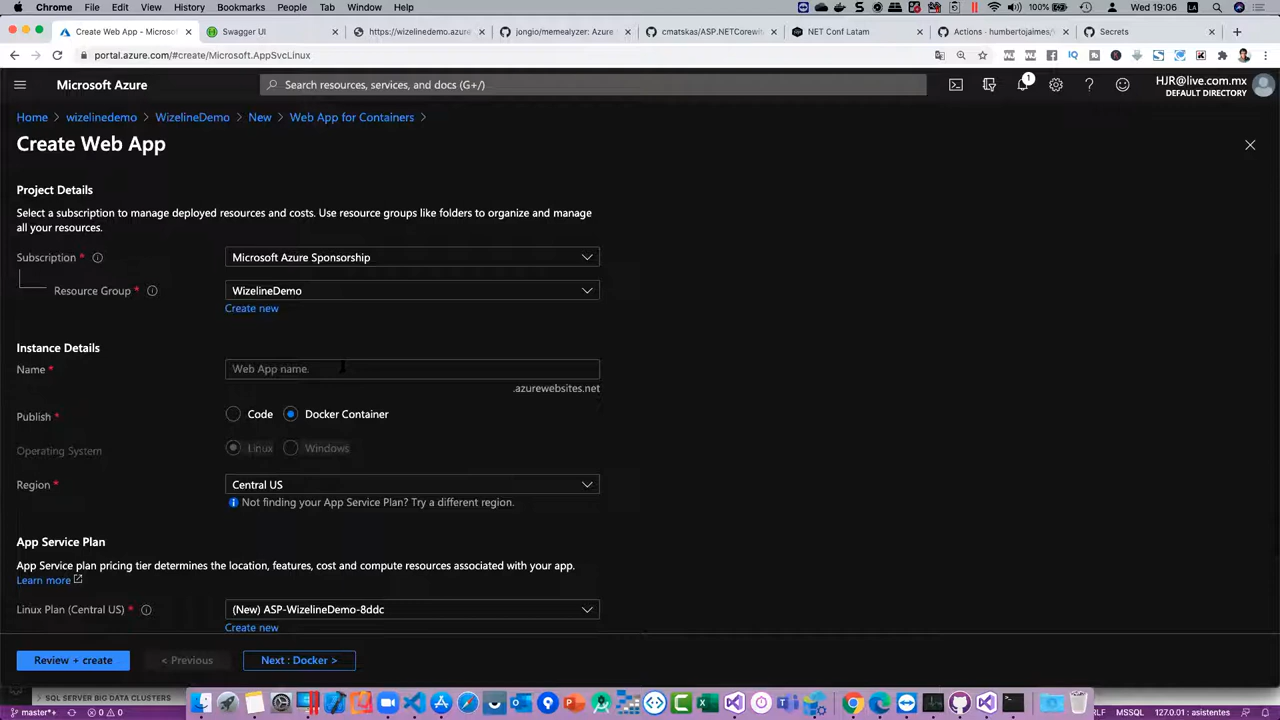 Chrome File Edit View History Bookmarks People Tab Window Help 100% Wed 19:06
Create Web App - Microsoft Swagger UI https://wizelinedemo.azure jongio/memealyzer: Azure cmatskas/ASP.NETCorewit NET Conf Latam Actions · humbertojaimes/ Secrets
portal.azure.com/#create/Microsoft.AppSvcLinux
Microsoft Azure Search resources, services, and docs (G+/) 1 HJR@live.com.mx
DEFAULT DIRECTORY
Home > wizelinedemo > WizelineDemo > New > Web App for Containers >
Create Web App
Project Details
Select a subscription to manage deployed resources and costs. Use resource groups like folders to organize and manage
all your resources.
Subscription * Microsoft Azure Sponsorship
Resource Group * WizelineDemo
Create new
Instance Details
Name * Web App name.
.azurewebsites.net
Publish * Code Docker Container
Operating System Linux Windows
Region * Central US
Not finding your App Service Plan? Try a different region.
App Service Plan
App Service plan pricing tier determines the location, features, cost and compute resources associated with your app.
Learn more
Linux Plan (Central US) * (New) ASP-WizelineDemo-8ddc
Create new
Review + create < Previous Next : Docker >
SQL SERVER BIG DATA CLUSTERS
master*+ 0 0 RLF MSSQL 127.0.01 : asistentes